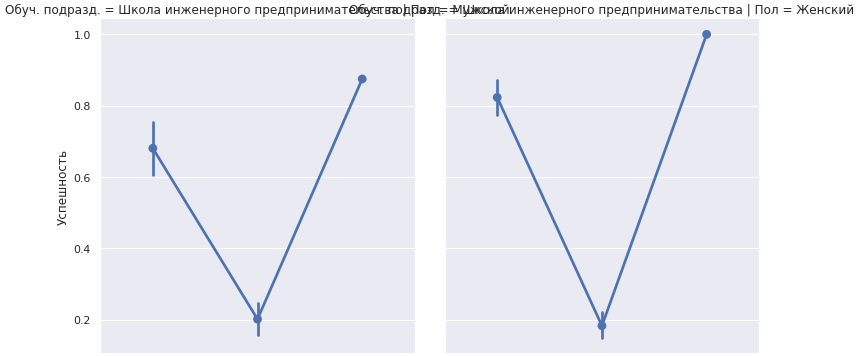 Обуч. подразд. = Школа инженерного предпринимательства | Пол = Мужской
Обуч. подразд. = Школа инженерного предпринимательства | Пол = Женский
1.0
0.8
0.6
0.4
0.2
Успешность